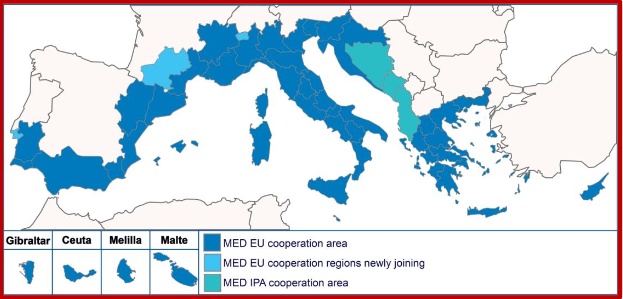 Gibraltar Ceuta Melilla Malte
MED EU cooperation area
MED EU cooperation regions newly joining
MED IPA cooperation area